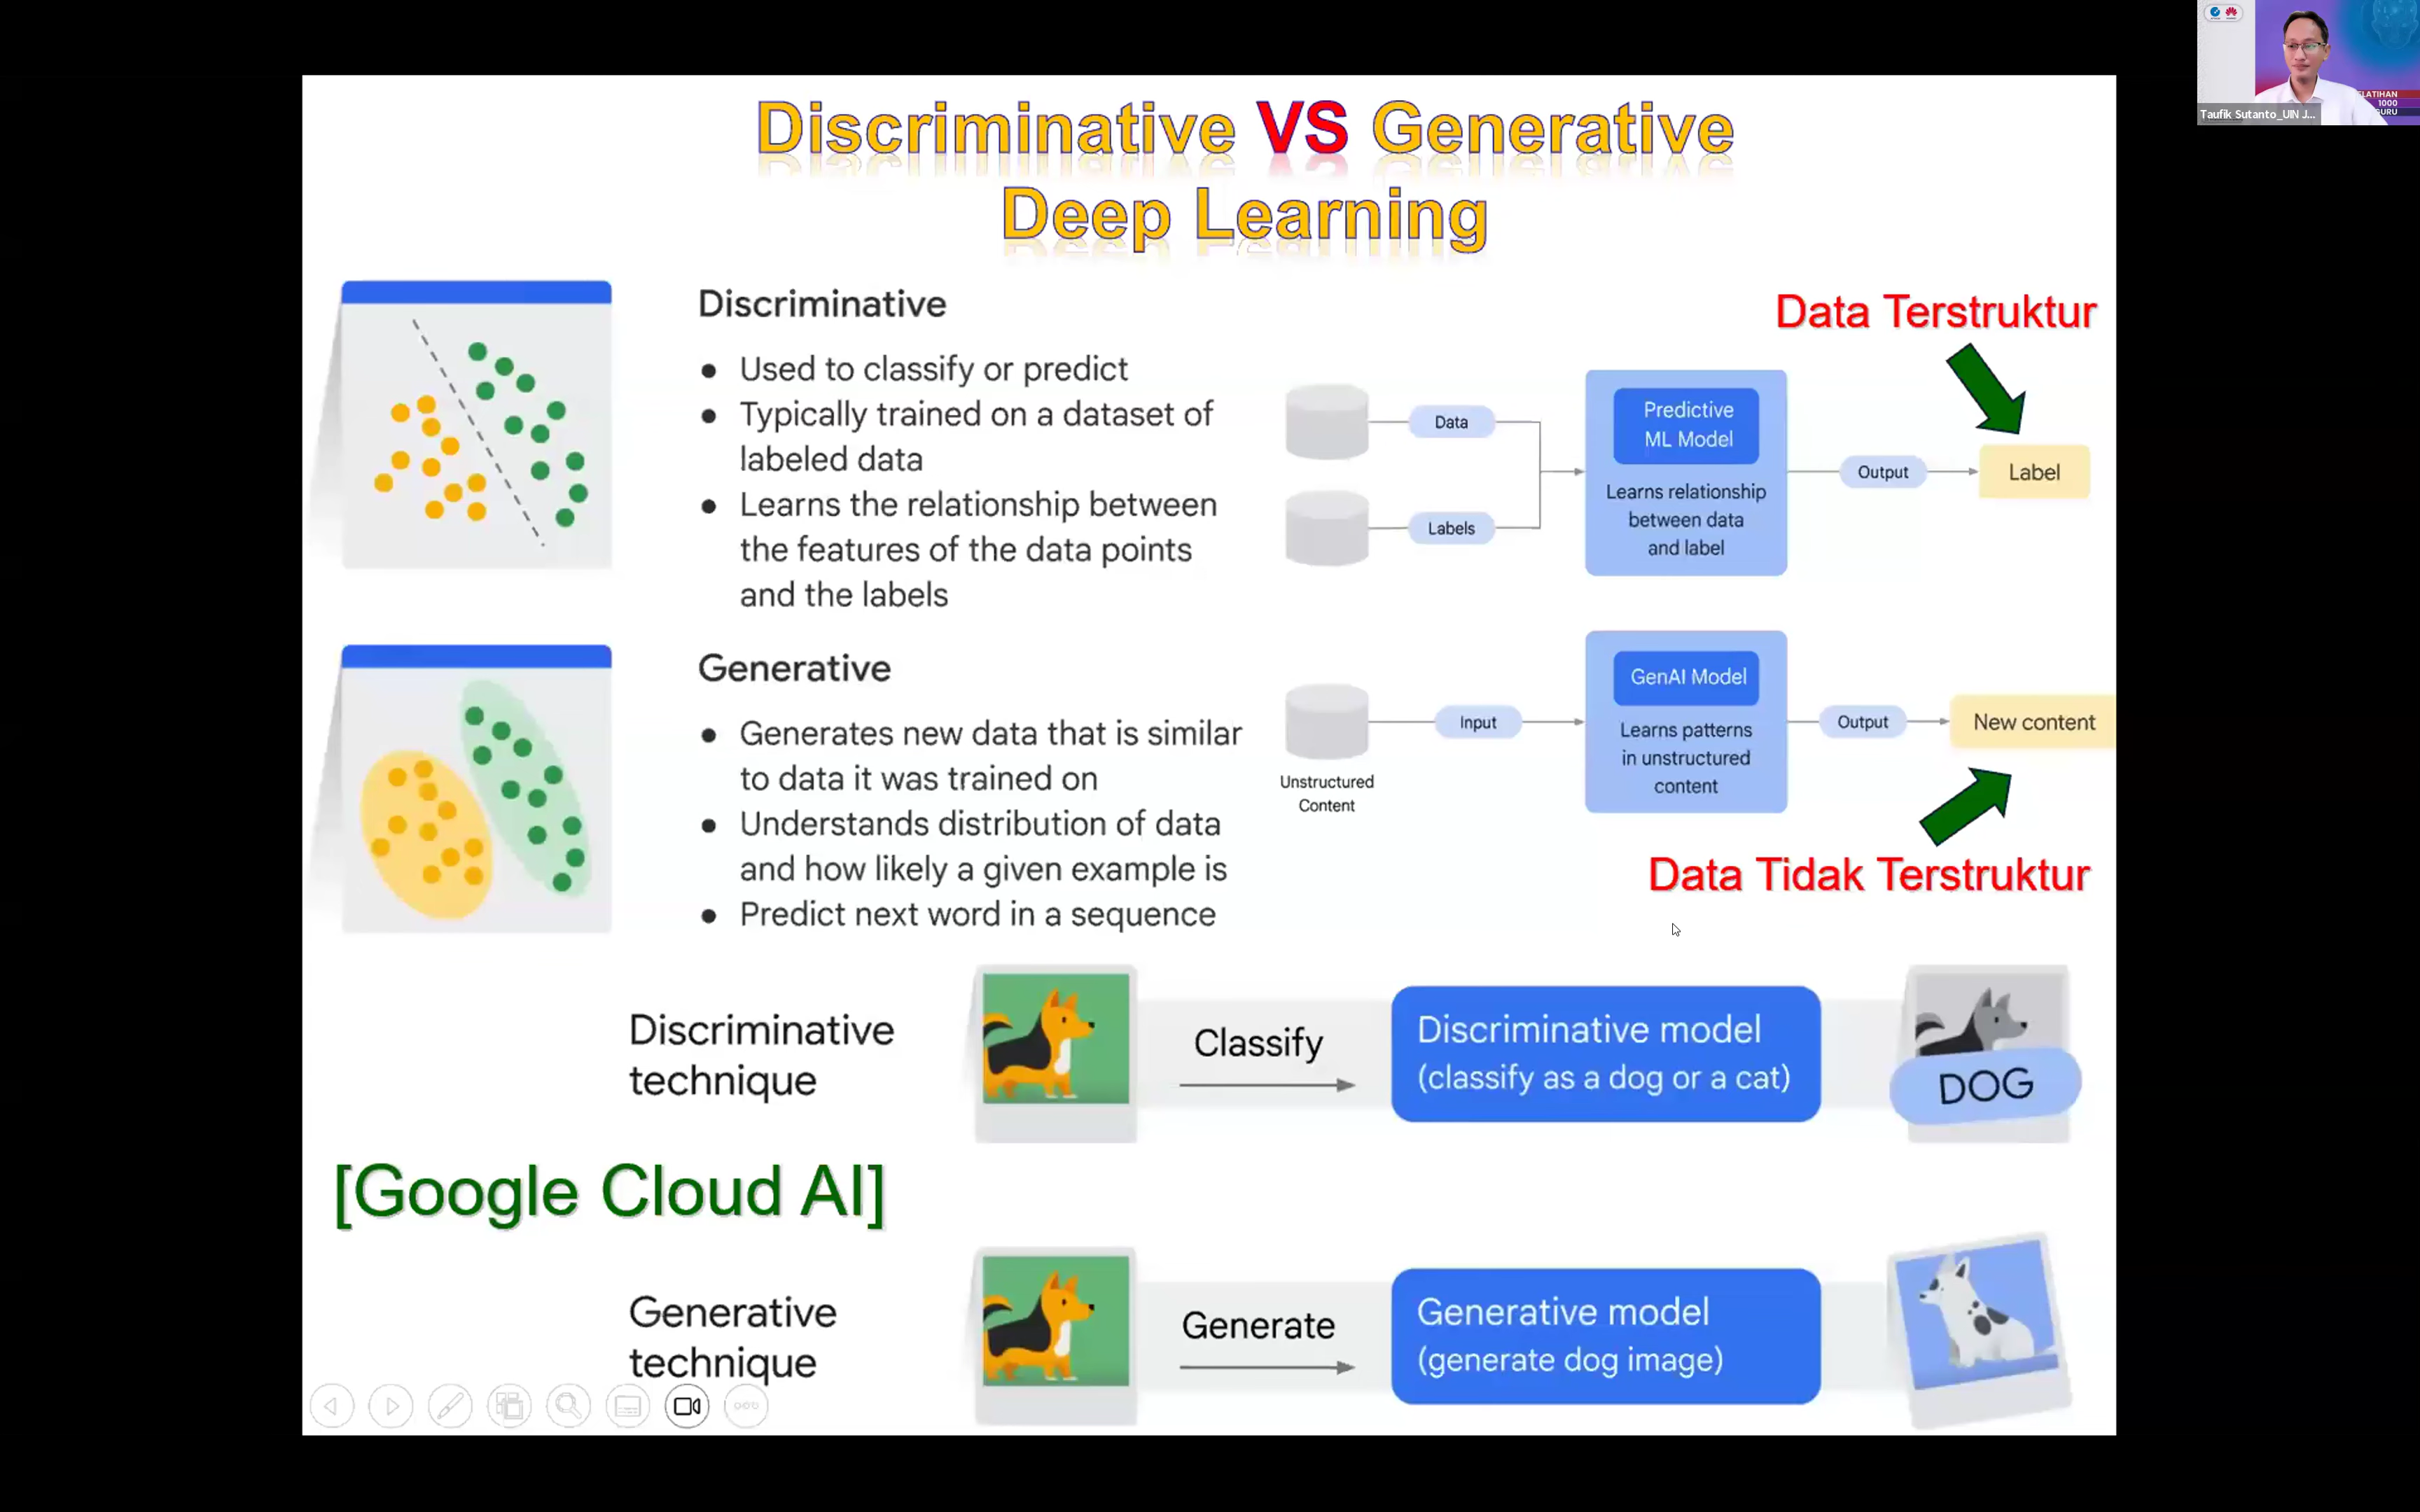 Discriminative VS Generative
Deep Learning
Discriminative
● Used to classify or predict
● Typically trained on a dataset of
labeled data
● Learns the relationship between
the features of the data points
and the labels
Data Terstruktur
Data
Labels
Predictive
ML Model
Learns relationship
between data
and label
Output
Label
Generative
● Generates new data that is similar
to data it was trained on
● Understands distribution of data
and how likely a given example is
● Predict next word in a sequence
Unstructured
Content
Input
GenAI Model
Learns patterns
in unstructured
content
Output
New content
Data Tidak Terstruktur
Discriminative
technique
Classify
Discriminative model
(classify as a dog or a cat)
DOG
[Google Cloud AI]
Generative
technique
Generate
Generative model
(generate dog image)
ELATIHAN
1000
Taufik Sutanto_UIN J...